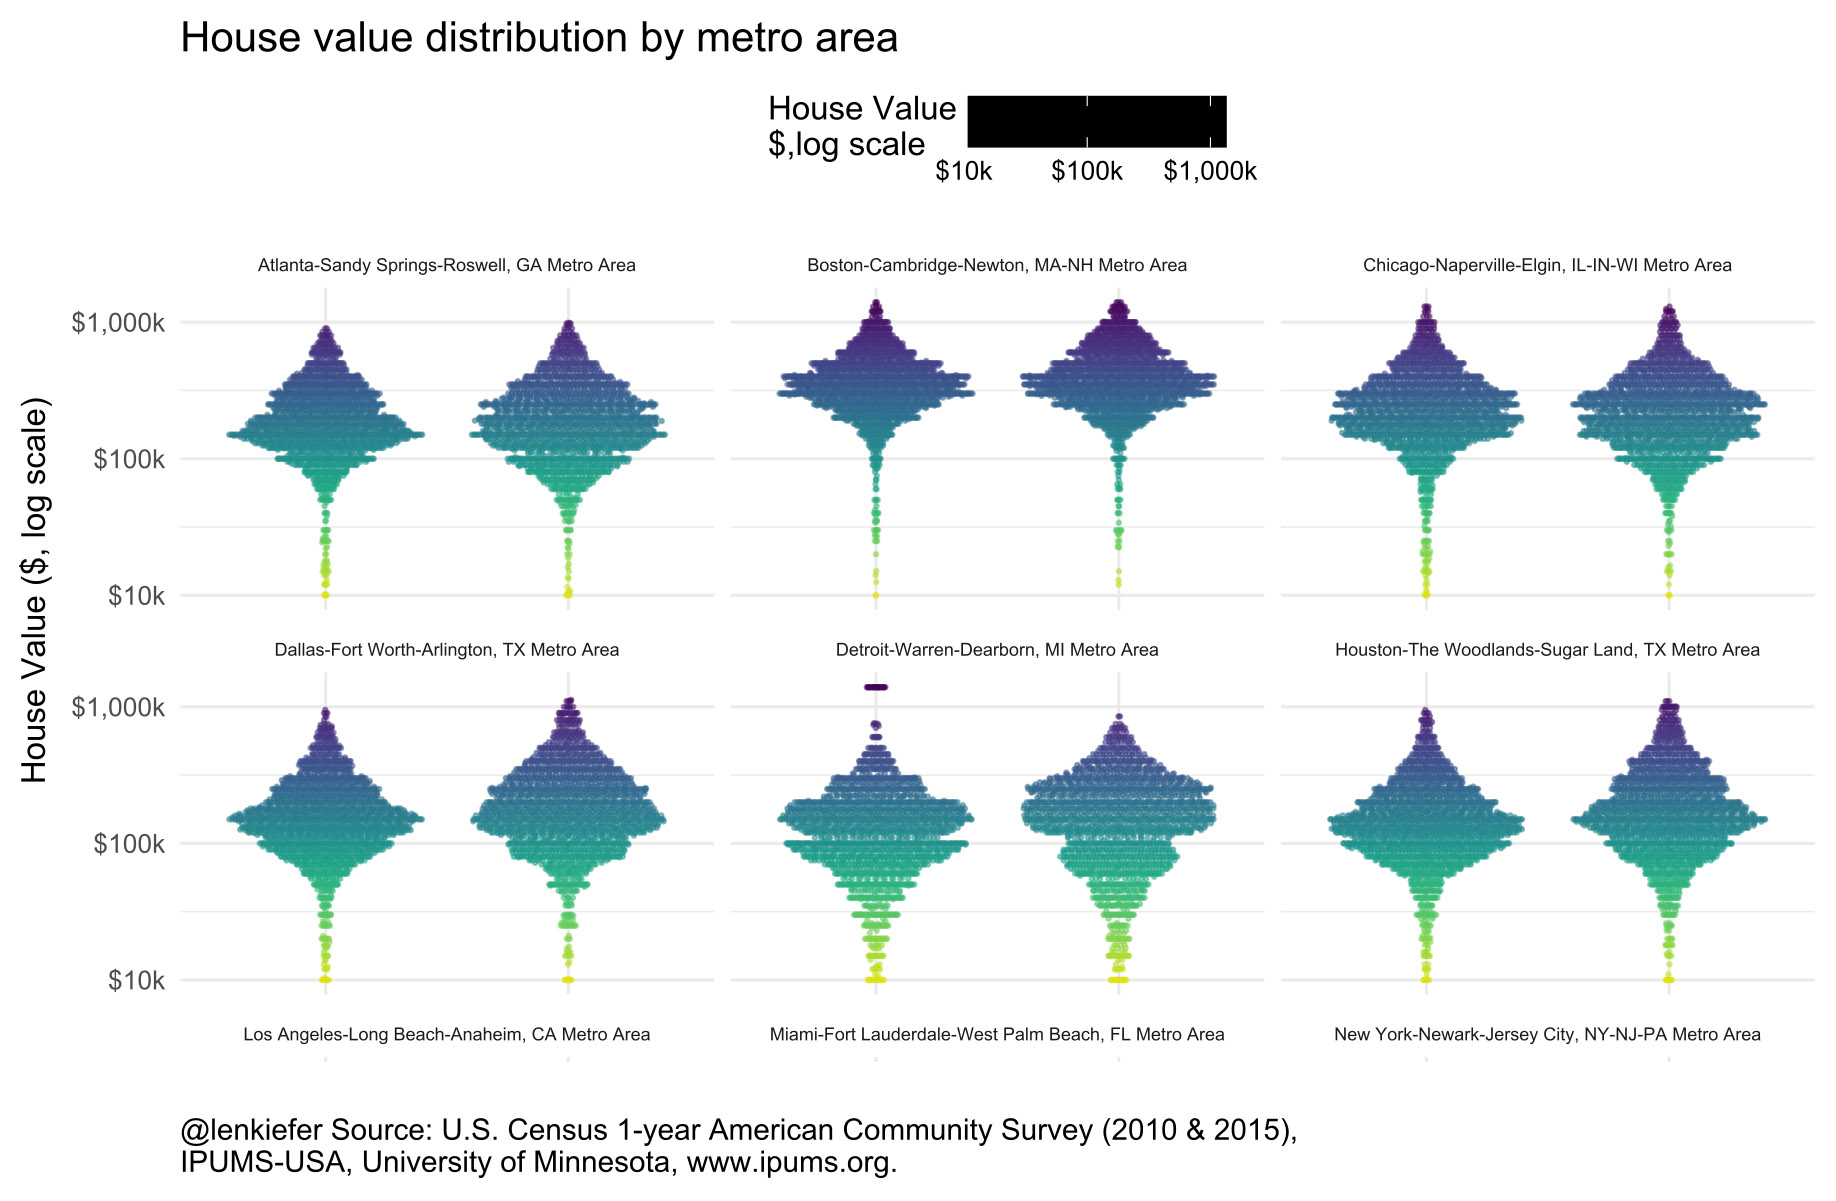 House value distribution by metro area
House Value
$,log scale
$10k $100k $1,000k
Atlanta-Sandy Springs-Roswell, GA Metro Area
Boston-Cambridge-Newton, MA-NH Metro Area
Chicago-Naperville-Elgin, IL-IN-WI Metro Area
$1,000k
$100k
$10k
House Value ($, log scale)
Dallas-Fort Worth-Arlington, TX Metro Area
Detroit-Warren-Dearborn, MI Metro Area
Houston-The Woodlands-Sugar Land, TX Metro Area
$1,000k
$100k
$10k
Los Angeles-Long Beach-Anaheim, CA Metro Area
Miami-Fort Lauderdale-West Palm Beach, FL Metro Area
New York-Newark-Jersey City, NY-NJ-PA Metro Area
@lenkiefer Source: U.S. Census 1-year American Community Survey (2010 & 2015),
IPUMS-USA, University of Minnesota, www.ipums.org.